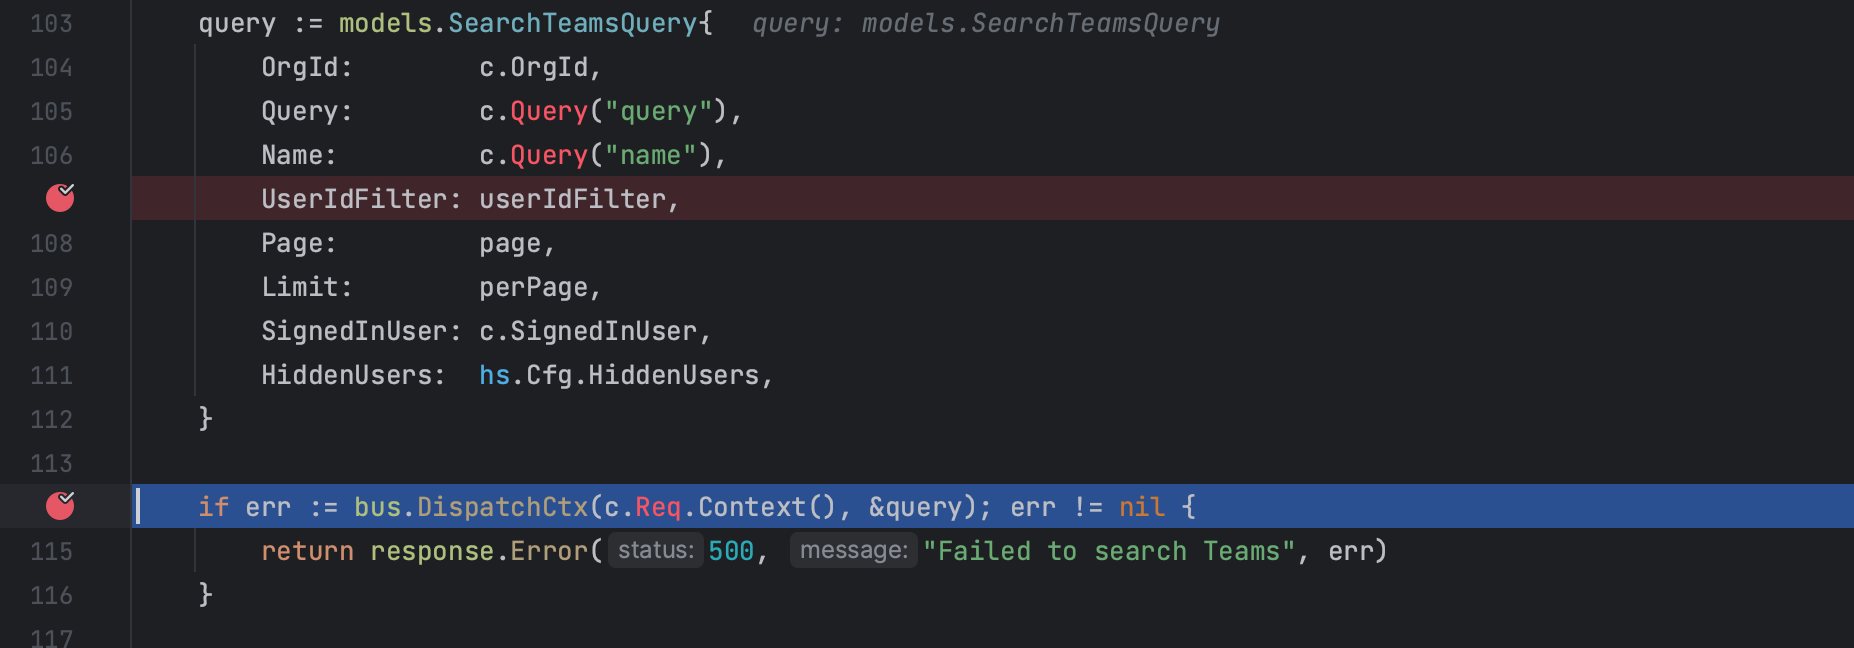 103 query := models.SearchTeamsQuery{ query: models.SearchTeamsQuery
104 OrgId: c.OrgId,
105 Query: c.Query("query"),
106 Name: c.Query("name"),
UserIdFilter: userIdFilter,
108 Page: page,
109 Limit: perPage,
110 SignedInUser: c.SignedInUser,
111 HiddenUsers: hs.Cfg.HiddenUsers,
112 }
113
if err := bus.DispatchCtx(c.Req.Context(), &query); err != nil {
115 return response.Error( status: 500, message: "Failed to search Teams", err)
116 }
117